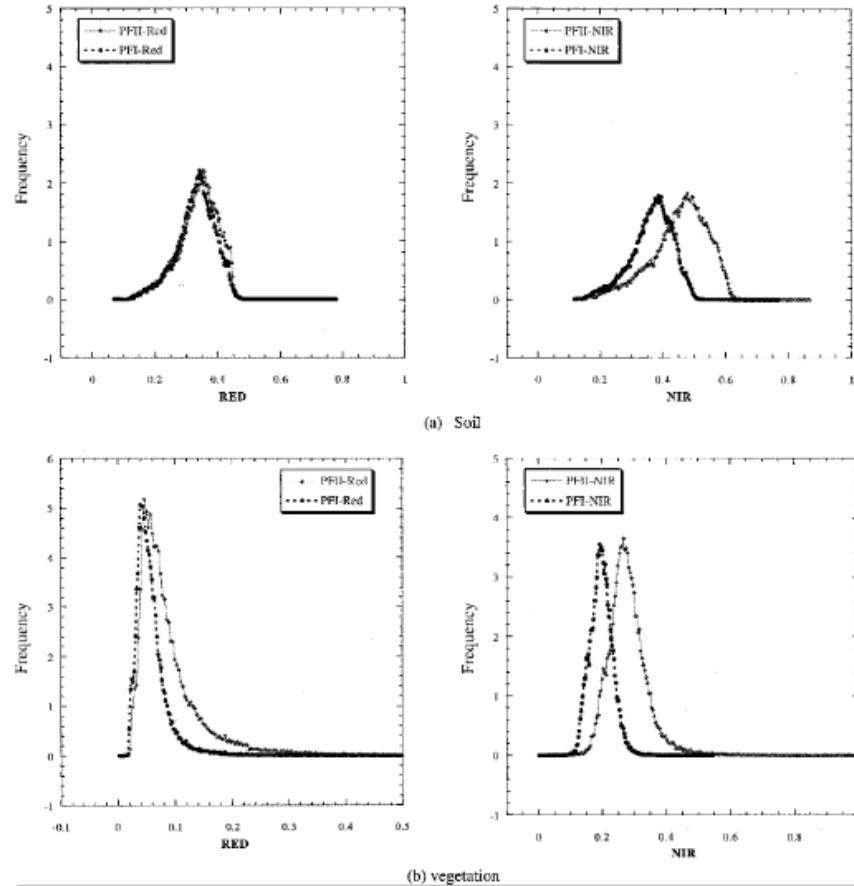 PFII-Red
PFI-Red
5
4
3
2
1
0
-1
Frequency
0
0.2
0.4
0.6
0.8
1
RED
PFII-NIR
PFI-NIR
5
4
3
2
1
0
-1
Frequency
0
0.2
0.4
0.6
0.8
1
NIR
(a) Soil
PFII-Red
PFI-Red
6
5
4
3
2
1
0
-1
Frequency
-0.1
0
0.1
0.2
0.3
0.4
0.5
RED
PFII-NIR
PFI-NIR
5
4
3
2
1
0
-1
Frequency
0
0.2
0.4
0.6
0.8
NIR
(b) vegetation